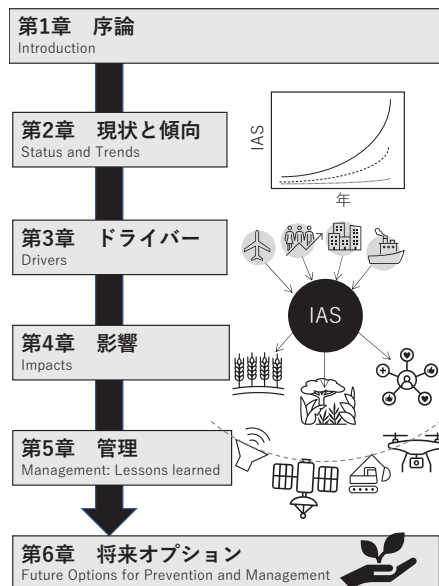 第1章　序論
Introduction
第2章　現状と傾向
Status and Trends
IAS
年
第3章　ドライバー
Drivers
IAS
第4章　影響
Impacts
第5章　管理
Management: Lessons learned
第6章　将来オプション
Future Options for Prevention and Management